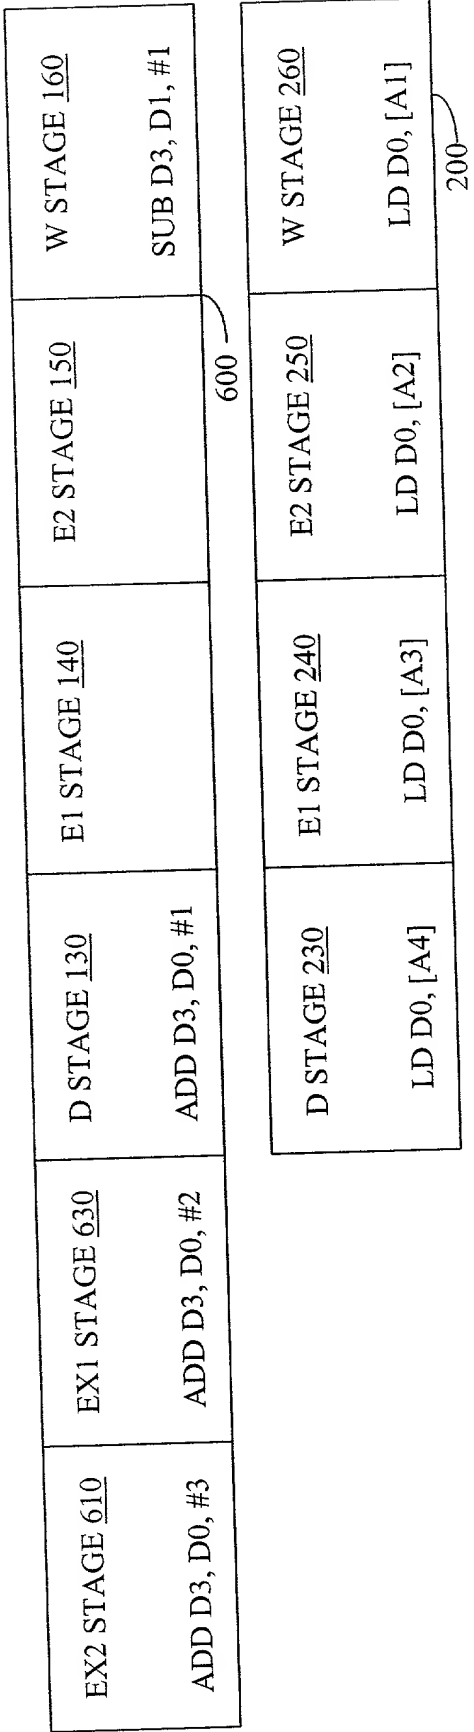 EX2 STAGE 610
ADD D3, D0, #3
EX1 STAGE 630
ADD D3, D0, #2
D STAGE 130
ADD D3, D0, #1
E1 STAGE 140
E2 STAGE 150
W STAGE 160
SUB D3, D1, #1
600
D STAGE 230
LD D0, [A4]
E1 STAGE 240
LD D0, [A3]
E2 STAGE 250
LD D0, [A2]
W STAGE 260
LD D0, [A1]
200